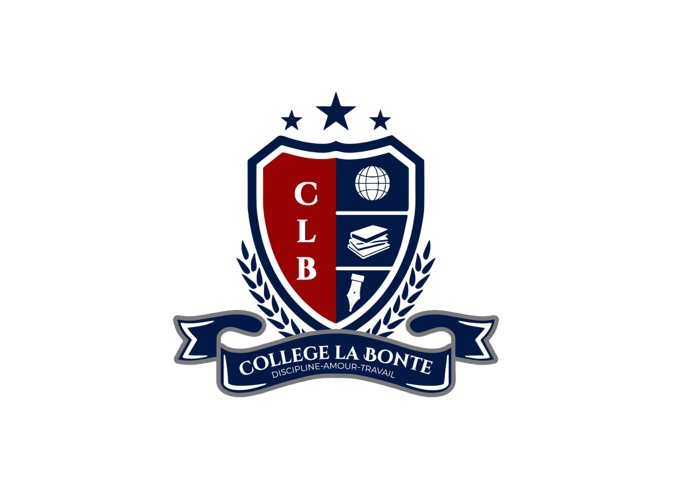 C
L
B
COLLEGE LA BONTE
DISCIPLINE-AMOUR-TRAVAIL